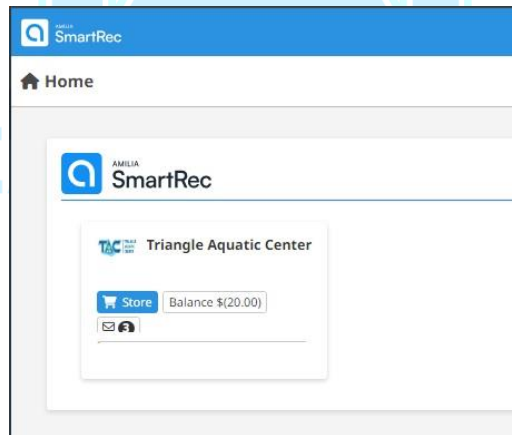 AMILIA
SmartRec
Home
AMILIA
SmartRec
TAC Triangle Aquatic Center
Store Balance $(20.00)
3